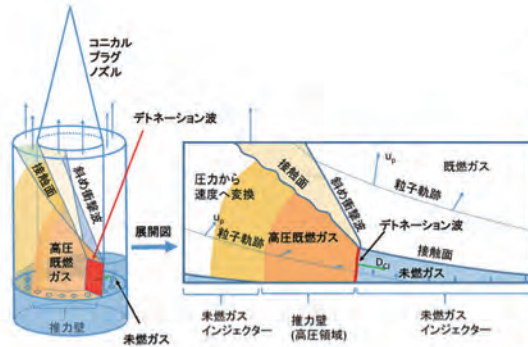 コニカル
プラグ
ノズル
デトネーション波
接触面
斜め衝撃波
高圧
既燃
ガス
推力壁
未燃ガス
展開図
圧力から
速度へ変換
接触面
斜め衝撃波
u_p
既燃ガス
粒子軌跡
u_p
粒子軌跡
高圧既燃ガス
デトネーション波
接触面
D_CJ
未燃ガス
未燃ガス
インジェクター
推力壁
(高圧領域)
未燃ガス
インジェクター